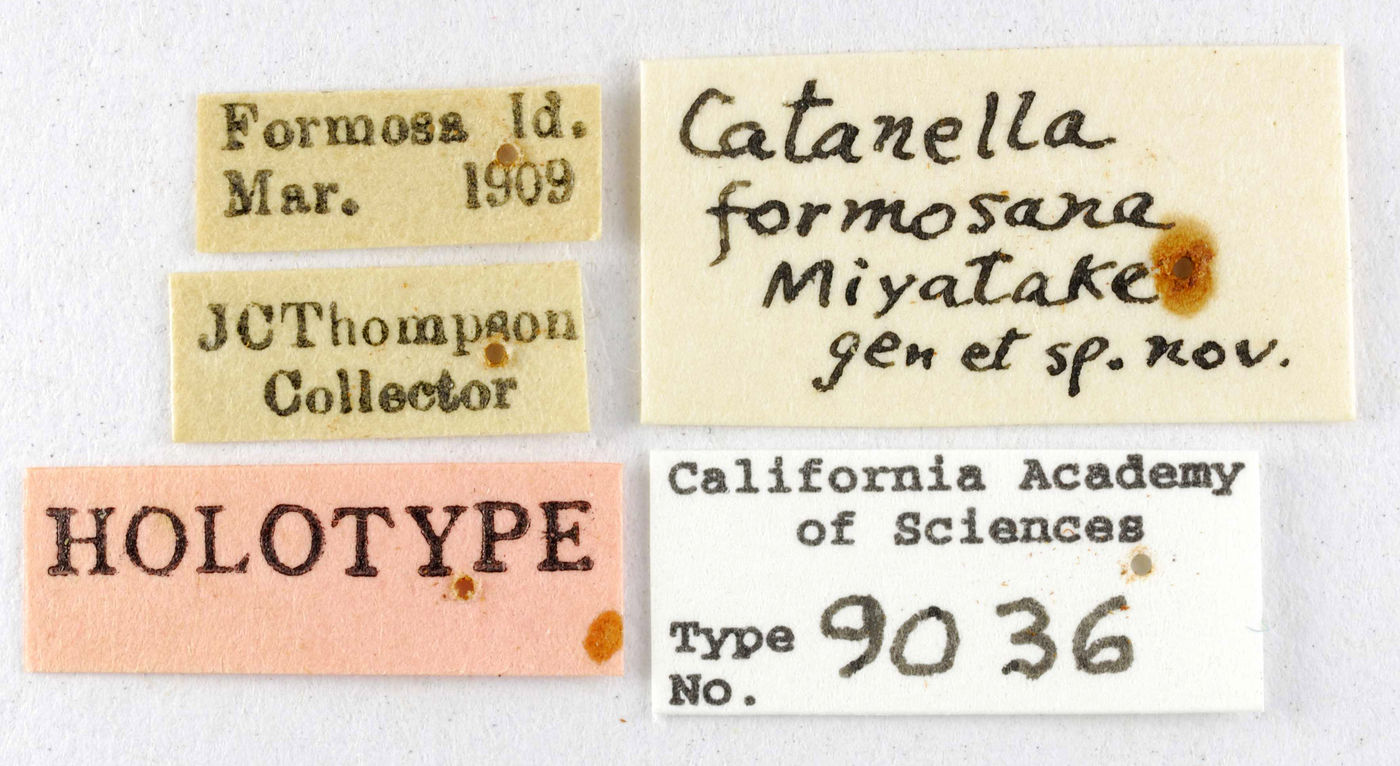 Formosa Id.
Mar. 1909
JCThompson
Collector
HOLOTYPE
Catanella
formosana
Miyatake
gen et sp. nov.
California Academy
of Sciences
Type
No. 9036